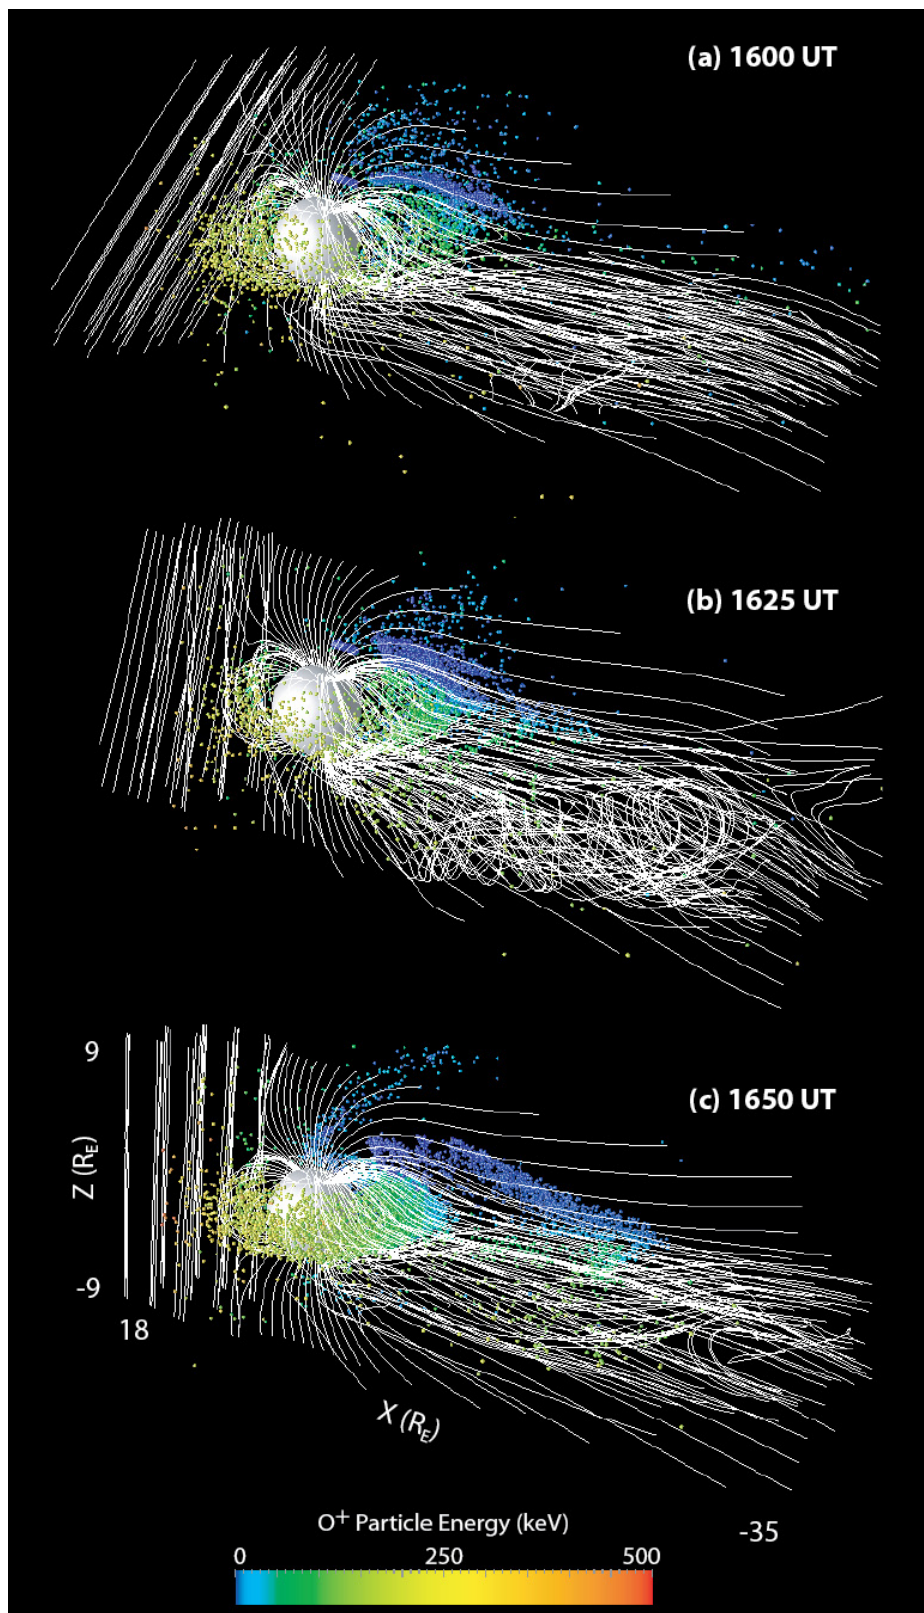 (a) 1600 UT
(b) 1625 UT
(c) 1650 UT
9
Z (RE)
-9
18
X (RE)
-35
O+ Particle Energy (keV)
0 250 500